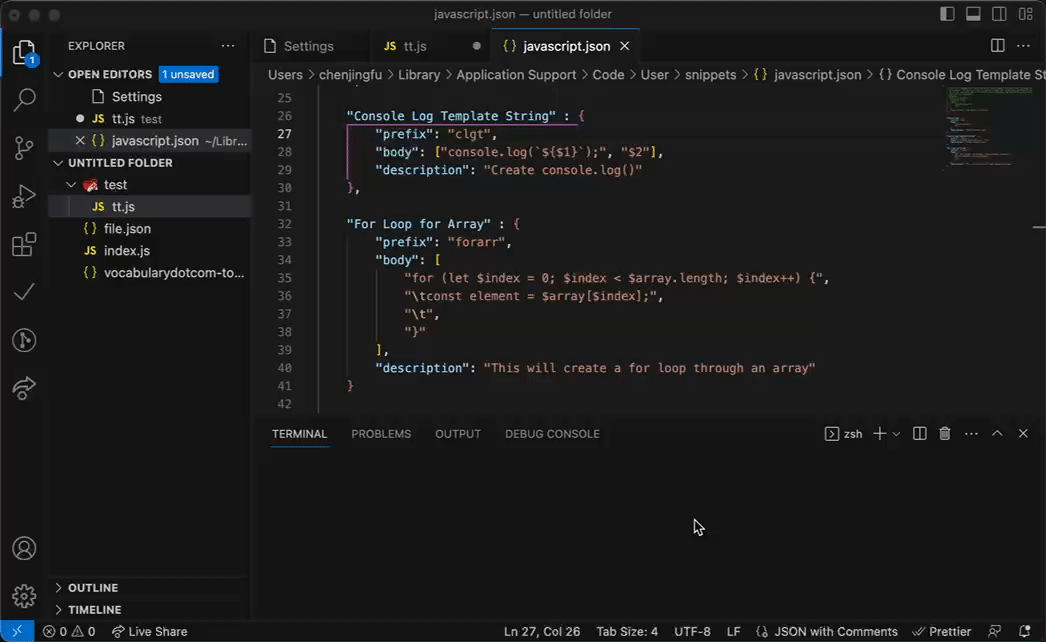 javascript.json — untitled folder
EXPLORER
Settings
JS tt.js
{} javascript.json
OPEN EDITORS 1 unsaved
Users > chenjingfu > Library > Application Support > Code > User > snippets > {} javascript.json > {} Console Log Template St
Settings
JS tt.js test
{} javascript.json ~/Libr...
UNTITLED FOLDER
test
JS tt.js
{} file.json
JS index.js
{} vocabularydotcom-to...
1
25
26 "Console Log Template String" : {
27 "prefix": "clgt",
28 "body": ["console.log(`${$1}`);", "$2"],
29 "description": "Create console.log()"
30 },
31
32 "For Loop for Array" : {
33 "prefix": "forarr",
34 "body": [
35 "for (let $index = 0; $index < $array.length; $index++) {",
36 "\tconst element = $array[$index];",
37 "\t",
38 "}"
39 ],
40 "description": "This will create a for loop through an array"
41 }
42
TERMINAL PROBLEMS OUTPUT DEBUG CONSOLE
zsh
OUTLINE
TIMELINE
0 0 Live Share
Ln 27, Col 26 Tab Size: 4 UTF-8 LF {} JSON with Comments Prettier